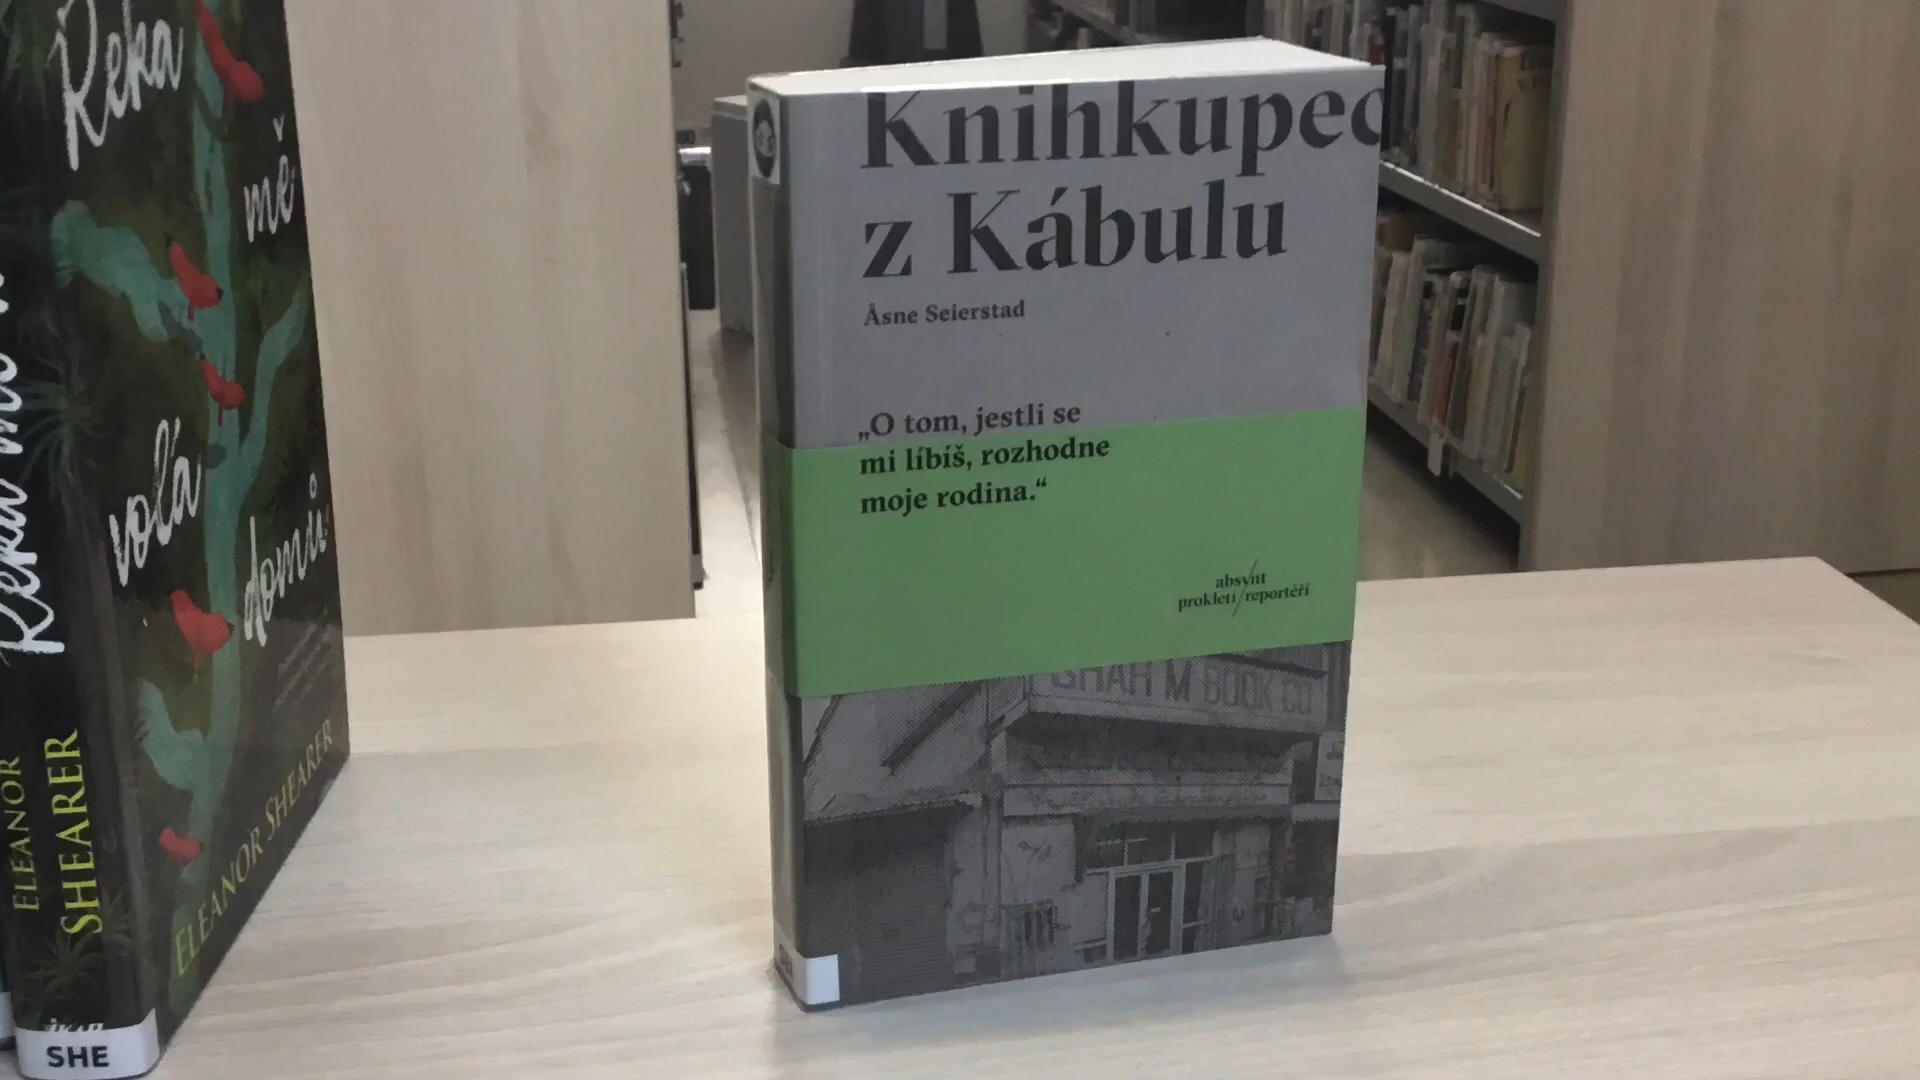 Řeka
mě
volá
domů
ELEANOR SHEARER
ELEANOR
SHEARER
SHE
Knihkupec
z Kábulu
Åsne Seierstad
„O tom, jestli se
mi líbíš, rozhodne
moje rodina.“
absynt
prokletí reportéři
SHAH M BOOK CO